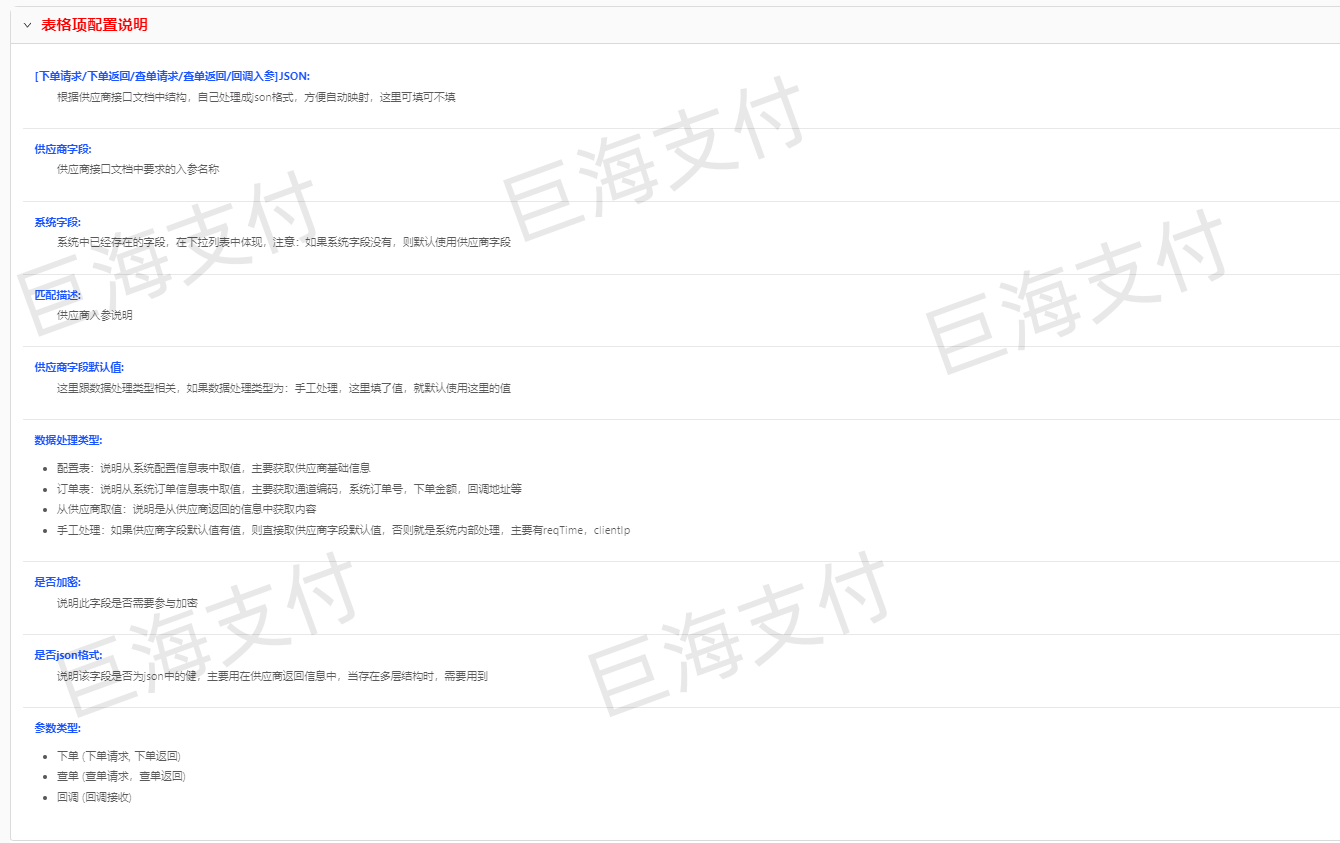 表格项配置说明
[下单请求/下单返回/查单请求/查单返回/回调入参]JSON:
根据供应商接口文档中结构，自己处理成json格式，方便自动映射，这里可填可不填
供应商字段:
供应商接口文档中要求的入参名称
系统字段:
系统中已经存在的字段，在下拉列表中体现，注意：如果系统字段没有，则默认使用供应商字段
匹配描述:
供应商入参说明
供应商字段默认值:
这里跟数据处理类型相关，如果数据处理类型为：手工处理，这里填了值，就默认使用这里的值
数据处理类型:
配置表：说明从系统配置信息表中取值，主要获取供应商基础信息
订单表：说明从系统订单信息表中取值，主要获取通道编码，系统订单号，下单金额，回调地址等
从供应商取值：说明是从供应商返回的信息中获取内容
手工处理：如果供应商字段默认值有值，则直接取供应商字段默认值，否则就是系统内部处理，主要有reqTime，clientIp
是否加密:
说明此字段是否需要参与加密
是否json格式:
说明该字段是否为json中的健，主要用在供应商返回信息中，当存在多层结构时，需要用到
参数类型:
下单 (下单请求, 下单返回)
查单 (查单请求，查单返回)
回调 (回调接收)
巨海支付
巨海支付
巨海支付
巨海支付
巨海支付